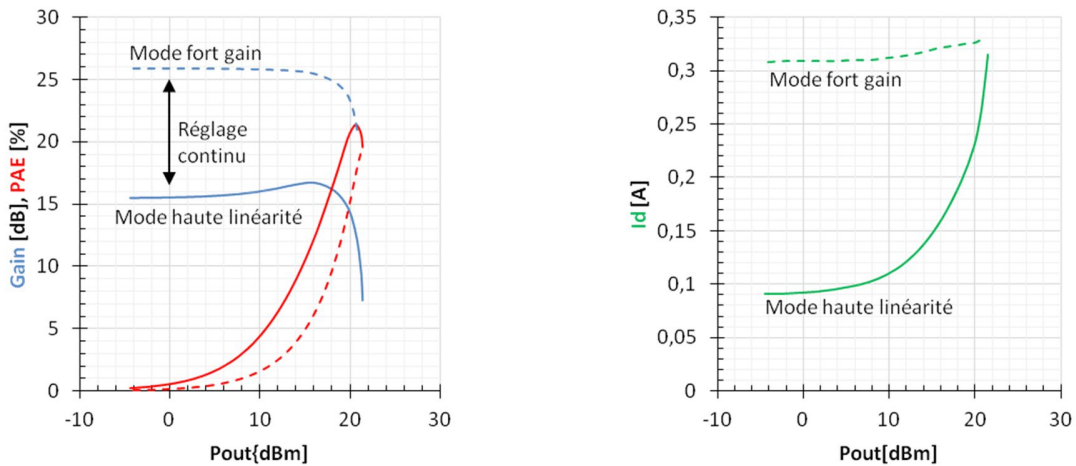 30
25
20
15
10
5
0
-10
0
10
20
30
Gain [dB], PAE [%]
Mode fort gain
Réglage
continu
Mode haute linéarité
Pout{dBm]
0,35
0,3
0,25
0,2
0,15
0,1
0,05
0
-10
0
10
20
30
Id [A]
Mode fort gain
Mode haute linéarité
Pout[dBm]